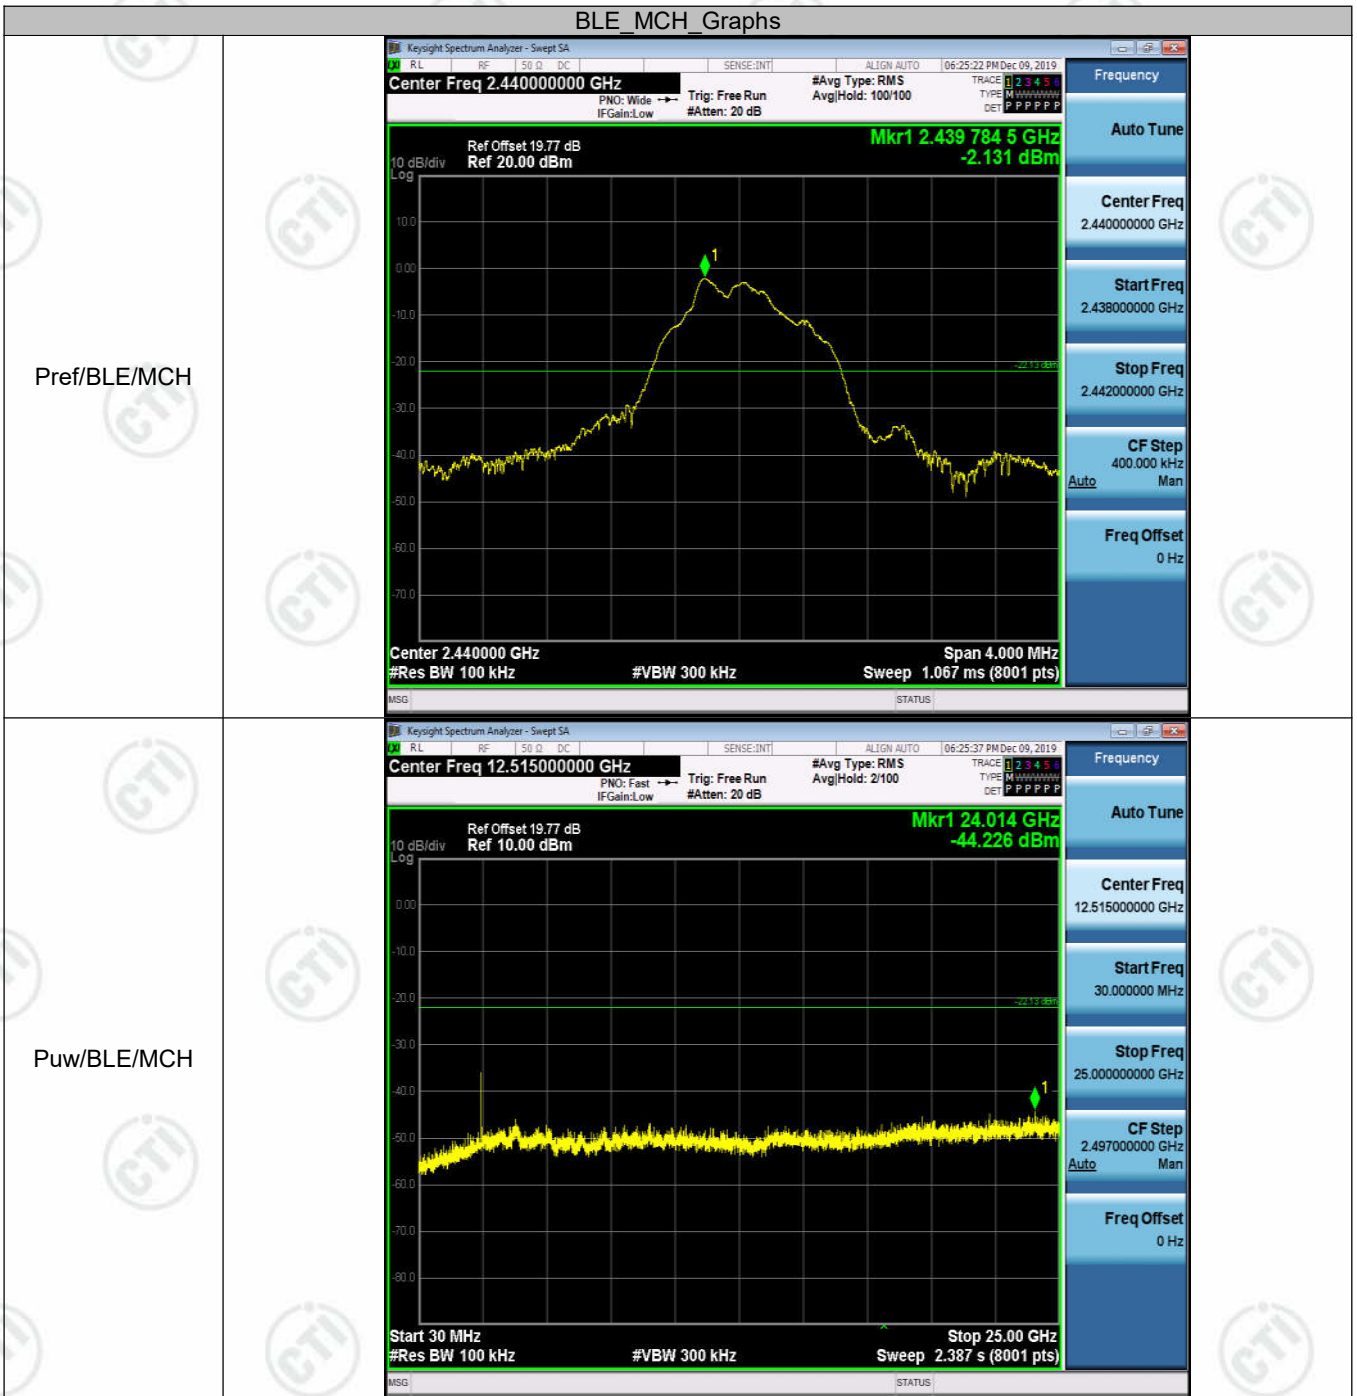 BLE_MCH_Graphs
Pref/BLE/MCH
Keysight Spectrum Analyzer - Swept SA
RL RF 50 Ω DC SENSE:INT ALIGN AUTO 06:25:22 PM Dec 09, 2019
Center Freq 2.440000000 GHz
PNO: Wide
IFGain:Low
Trig: Free Run
#Atten: 20 dB
#Avg Type: RMS
Avg|Hold: 100/100
TRACE 1 2 3 4 5 6
TYPE M WWWWW
DET P P P P P P
Mkr1 2.439 784 5 GHz
-2.131 dBm
Ref Offset 19.77 dB
10 dB/div Ref 20.00 dBm
Log
10.0
0.00
-10.0
-20.0
-30.0
-40.0
-50.0
-60.0
-70.0
1
-22.13 dBm
Center 2.440000 GHz Span 4.000 MHz
#Res BW 100 kHz #VBW 300 kHz Sweep 1.067 ms (8001 pts)
MSG STATUS
Frequency
Auto Tune
Center Freq
2.440000000 GHz
Start Freq
2.438000000 GHz
Stop Freq
2.442000000 GHz
CF Step
400.000 kHz
Auto Man
Freq Offset
0 Hz
Puw/BLE/MCH
Keysight Spectrum Analyzer - Swept SA
RL RF 50 Ω DC SENSE:INT ALIGN AUTO 06:25:37 PM Dec 09, 2019
Center Freq 12.515000000 GHz
PNO: Fast
IFGain:Low
Trig: Free Run
#Atten: 20 dB
#Avg Type: RMS
Avg|Hold: 2/100
TRACE 1 2 3 4 5 6
TYPE M WWWWW
DET P P P P P P
Mkr1 24.014 GHz
-44.226 dBm
Ref Offset 19.77 dB
10 dB/div Ref 10.00 dBm
Log
0.00
-10.0
-20.0
-30.0
-40.0
-50.0
-60.0
-70.0
-80.0
-22.13 dBm
1
Start 30 MHz Stop 25.00 GHz
#Res BW 100 kHz #VBW 300 kHz Sweep 2.387 s (8001 pts)
MSG STATUS
Frequency
Auto Tune
Center Freq
12.515000000 GHz
Start Freq
30.000000 MHz
Stop Freq
25.000000000 GHz
CF Step
2.497000000 GHz
Auto Man
Freq Offset
0 Hz
CTI